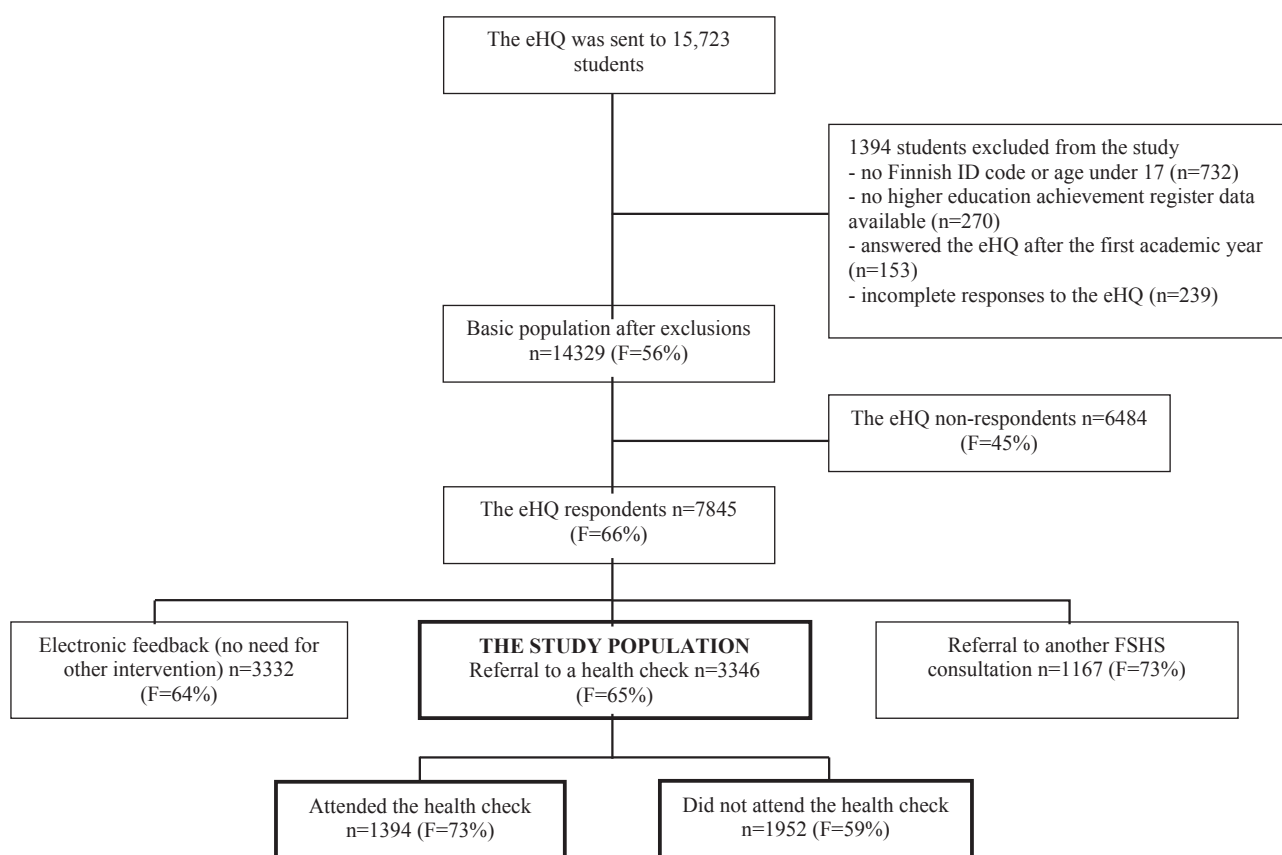 The eHQ was sent to 15,723
students
1394 students excluded from the study
- no Finnish ID code or age under 17 (n=732)
- no higher education achievement register data
available (n=270)
- answered the eHQ after the first academic year
(n=153)
- incomplete responses to the eHQ (n=239)
Basic population after exclusions
n=14329 (F=56%)
The eHQ non-respondents n=6484
(F=45%)
The eHQ respondents n=7845
(F=66%)
Electronic feedback (no need for
other intervention) n=3332
(F=64%)
THE STUDY POPULATION
Referral to a health check n=3346
(F=65%)
Referral to another FSHS
consultation n=1167 (F=73%)
Attended the health check
n=1394 (F=73%)
Did not attend the health check
n=1952 (F=59%)